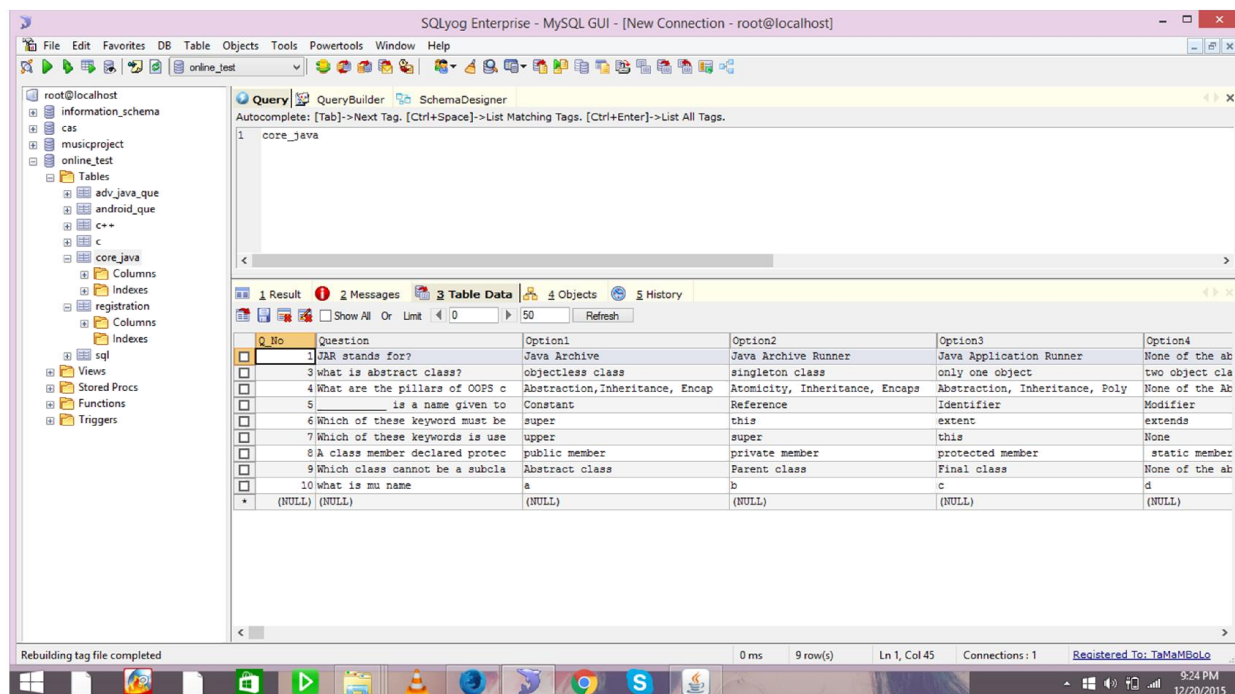 SQLyog Enterprise - MySQL GUI - [New Connection - root@localhost]
File Edit Favorites DB Table Objects Tools Powertools Window Help
online_test
root@localhost
information_schema
cas
musicproject
online_test
Tables
adv_java_que
android_que
c++
c
core_java
Columns
Indexes
registration
Columns
Indexes
sql
Views
Stored Procs
Functions
Triggers
Query QueryBuilder SchemaDesigner
Autocomplete: [Tab]->Next Tag. [Ctrl+Space]->List Matching Tags. [Ctrl+Enter]->List All Tags.
1 core_java
1 Result 2 Messages 3 Table Data 4 Objects 5 History
Show All Or Limit 0 50 Refresh
Q_No Question Option1 Option2 Option3 Option4
1 JAR stands for? Java Archive Java Archive Runner Java Application Runner None of the ab
3 what is abstract class? objectless class singleton class only one object two object cla
4 What are the pillars of OOPS c Abstraction,Inheritance, Encap Atomicity, Inheritance, Encaps Abstraction, Inheritance, Poly None of the Ab
5 __________ is a name given to Constant Reference Identifier Modifier
6 Which of these keyword must be super this extent extends
7 Which of these keywords is use upper super this None
8 A class member declared protec public member private member protected member static member
9 Which class cannot be a subcla Abstract class Parent class Final class None of the ab
10 what is mu name a b c d
* (NULL) (NULL) (NULL) (NULL) (NULL) (NULL)
Rebuilding tag file completed 0 ms 9 row(s) Ln 1, Col 45 Connections : 1 Registered To: TaMaMBoLo
9:24 PM
12/20/2015